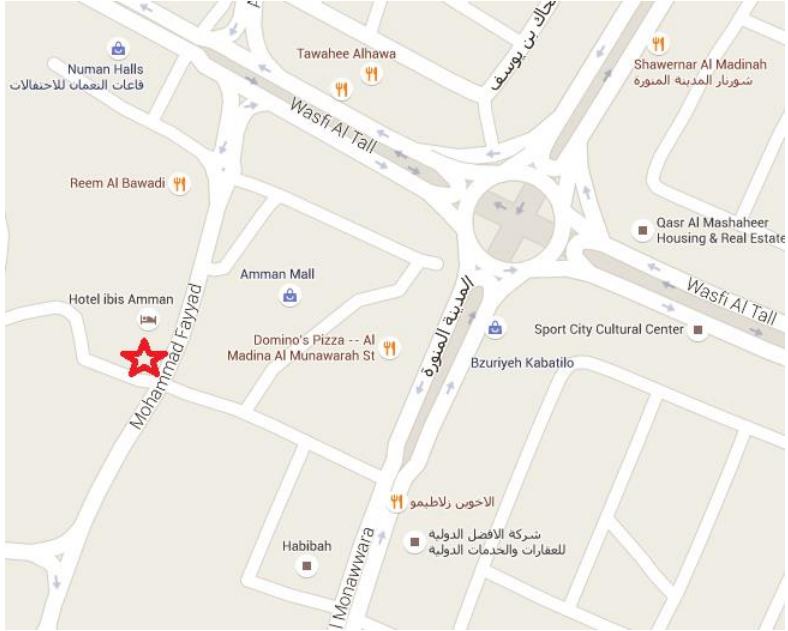 Numan Halls
قاعات النعمان للاحتفالات
Tawahee Alhawa
Shawernar Al Madinah
شورنار المدينة المنورة
Wasfi Al Tall
Reem Al Bawadi
Qasr Al Mashaheer
Housing & Real Estate
Amman Mall
Hotel ibis Amman
Wasfi Al Tall
المدينة المنورة
Mohammad Fayyad
Sport City Cultural Center
Domino's Pizza -- Al
Madina Al Munawarah St
Bzuriyeh Kabatilo
الاخوين زلاطيمو
شركة الافضل الدولية
للعقارات والخدمات الدولية
Habibah
Monawwara